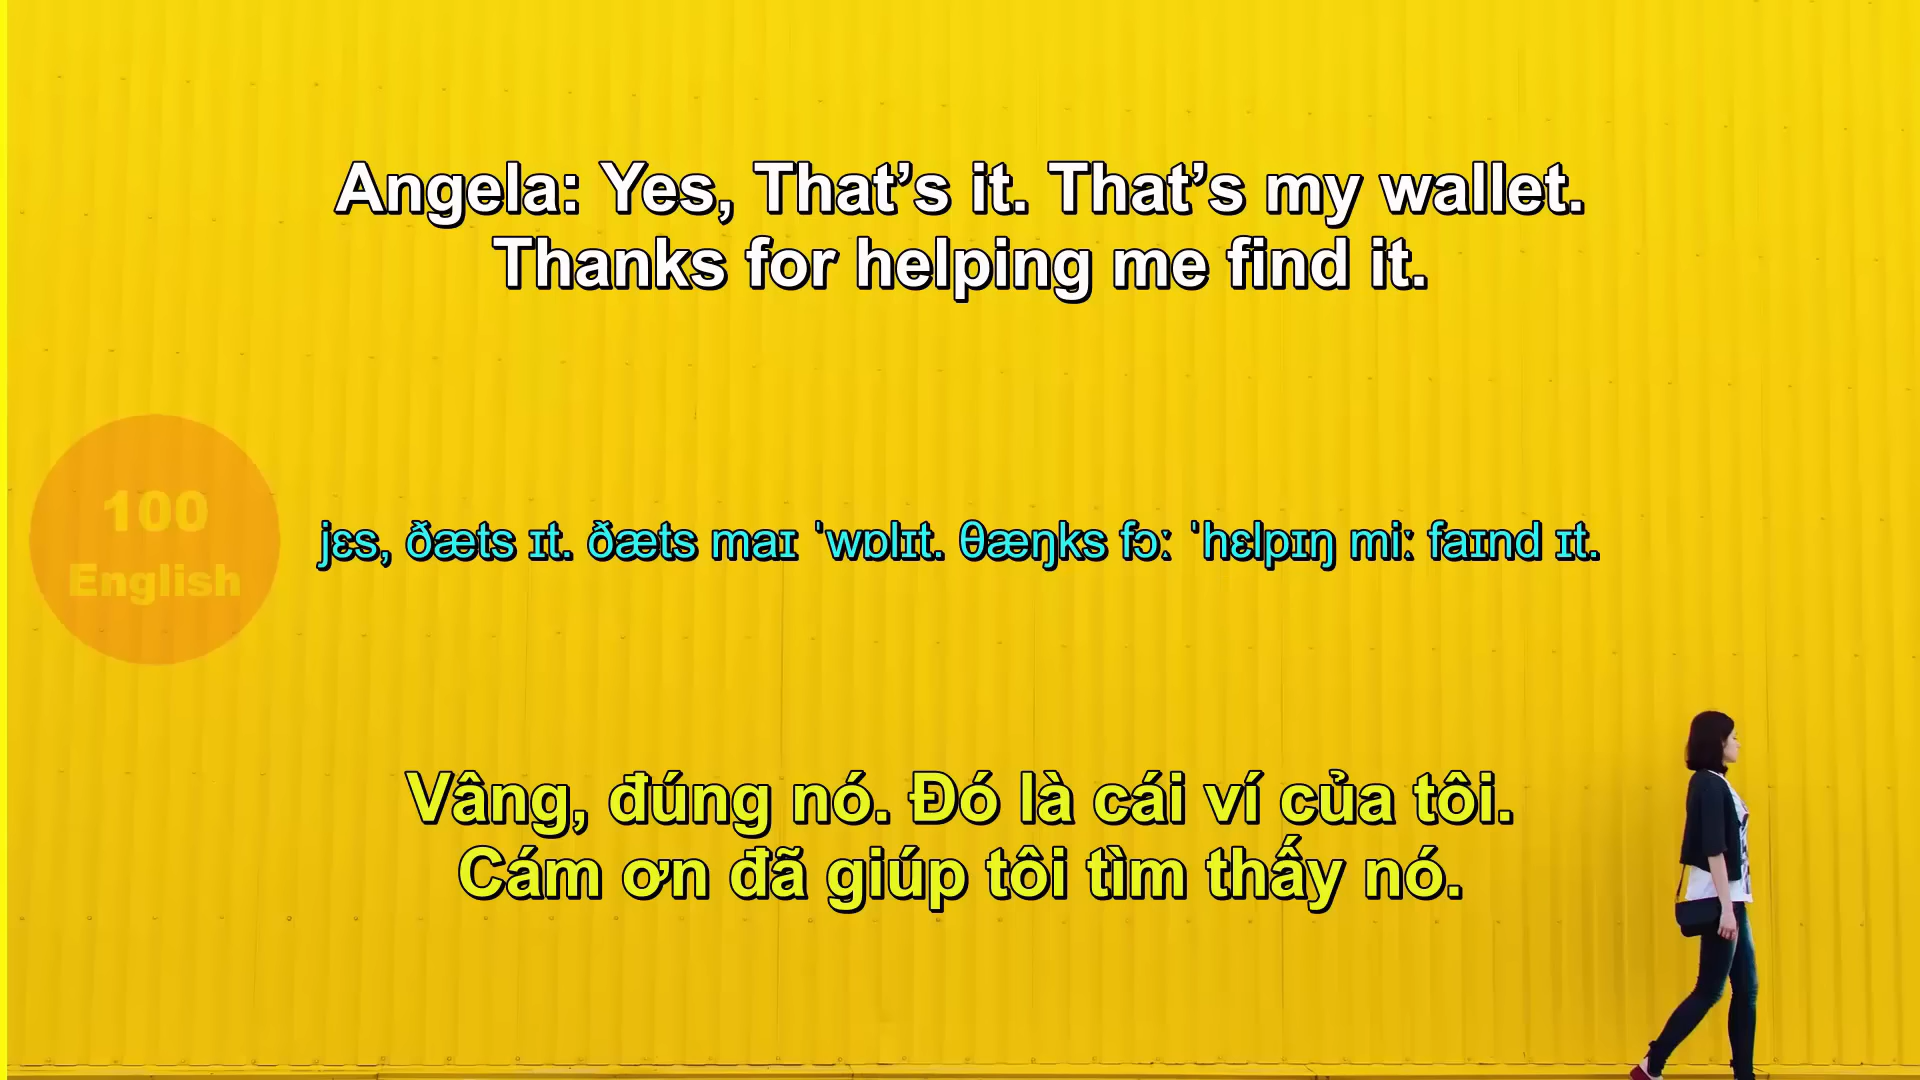 Angela: Yes, That’s it. That’s my wallet.
Thanks for helping me find it.
100
English
jɛs, ðæts ɪt. ðæts maɪ ˈwɒlɪt. θæŋks fɔː ˈhɛlpɪŋ miː faɪnd ɪt.
Vâng, đúng nó. Đó là cái ví của tôi.
Cám ơn đã giúp tôi tìm thấy nó.